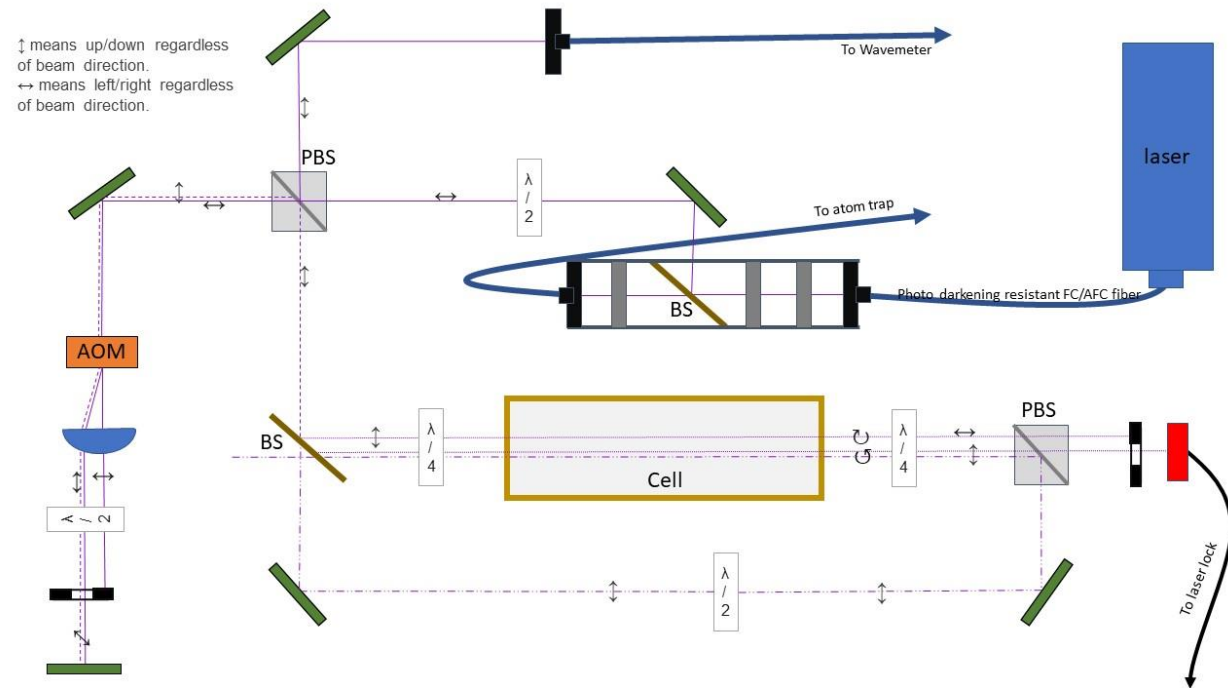 ↕ means up/down regardless
of beam direction.
↔ means left/right regardless
of beam direction.
To Wavemeter
laser
PBS
λ
/
2
To atom trap
BS
Photo darkening resistant FC/AFC fiber
AOM
BS
λ
/
4
Cell
λ
/
4
PBS
λ
/
2
λ
/
2
To laser lock